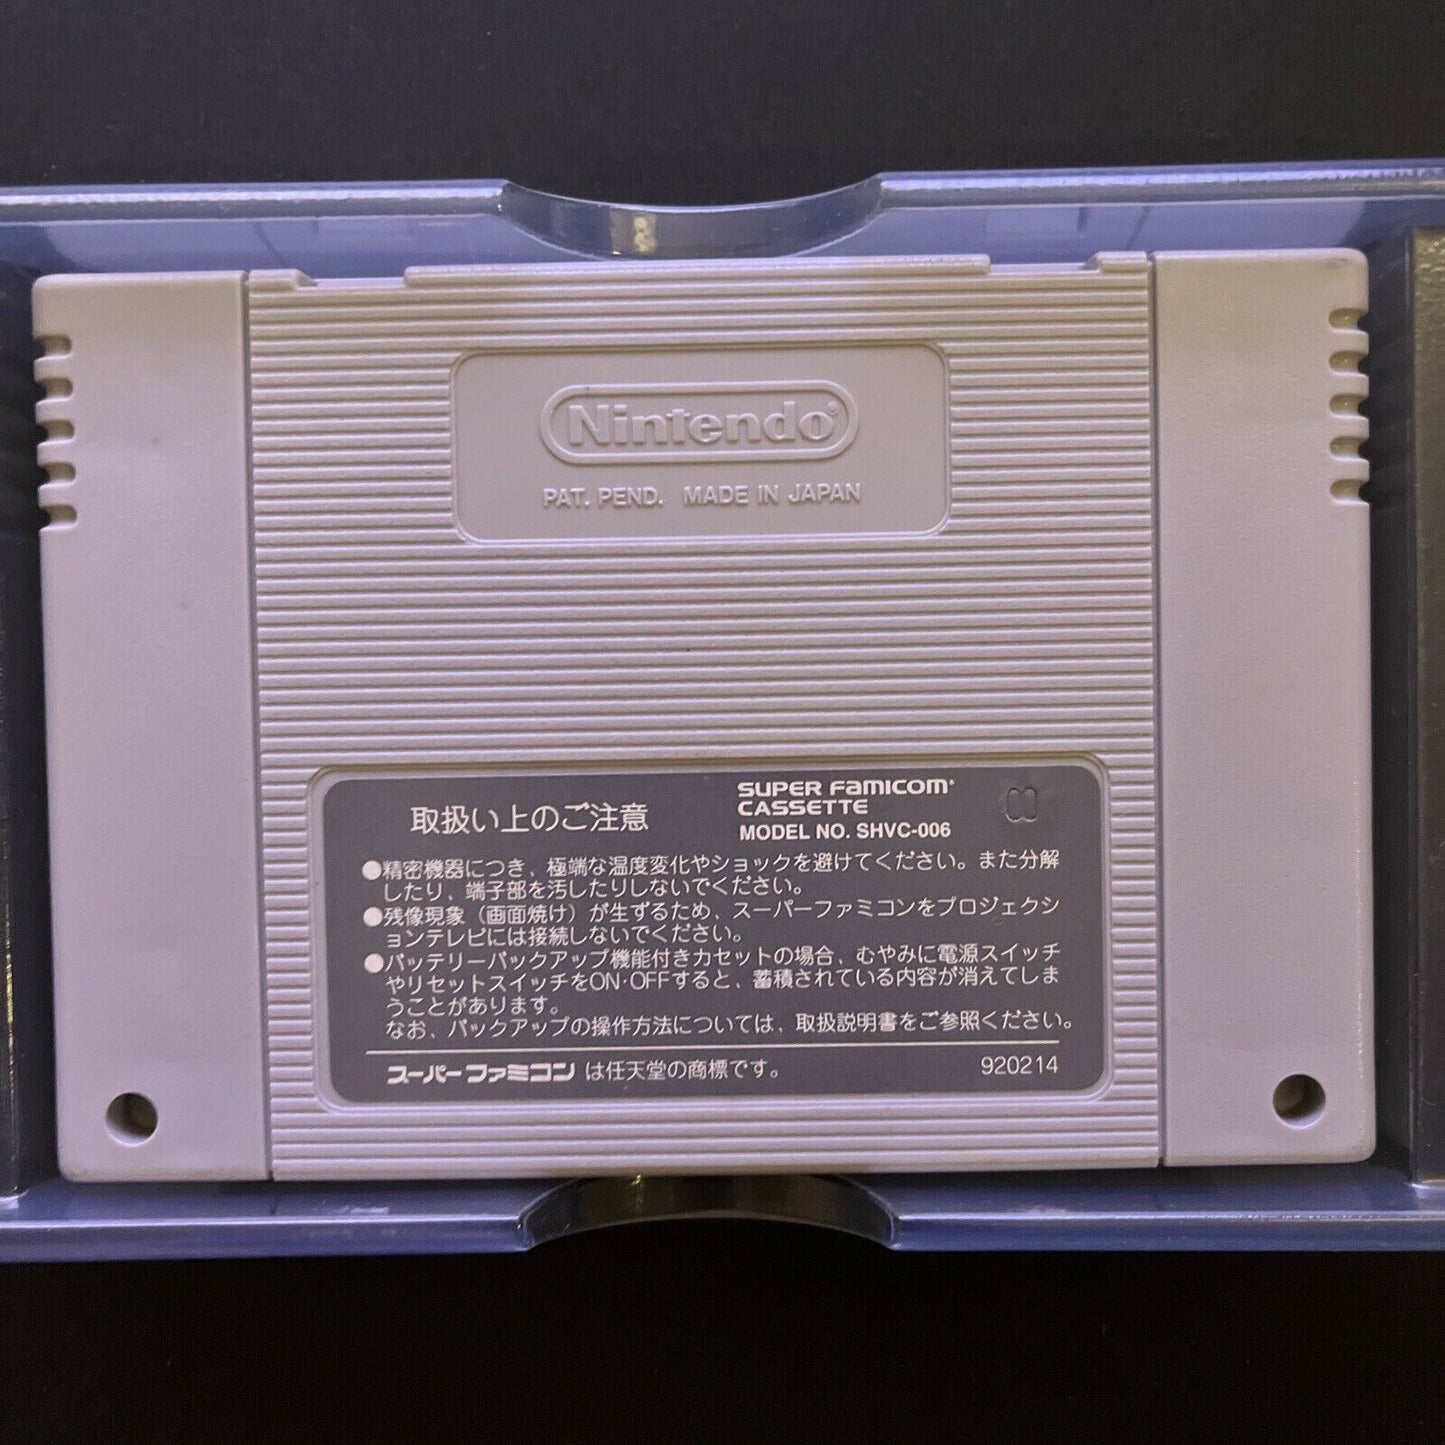 Nintendo®
PAT. PEND. MADE IN JAPAN
取扱い上のご注意
SUPER FAMICOM®
CASSETTE
MODEL NO. SHVC-006
●精密機器につき、極端な温度変化やショックを避けてください。また分解
したり、端子部を汚したりしないでください。
●残像現象(画面焼け)が生ずるため、スーパーファミコンをプロジェクシ
ョンテレビには接続しないでください。
●バッテリーバックアップ機能付きカセットの場合、むやみに電源スイッチ
やリセットスイッチをON・OFFすると、蓄積されている内容が消えてしま
うことがあります。
なお、バックアップの操作方法については、取扱説明書をご参照ください。
スーパーファミコンは任天堂の商標です。
920214